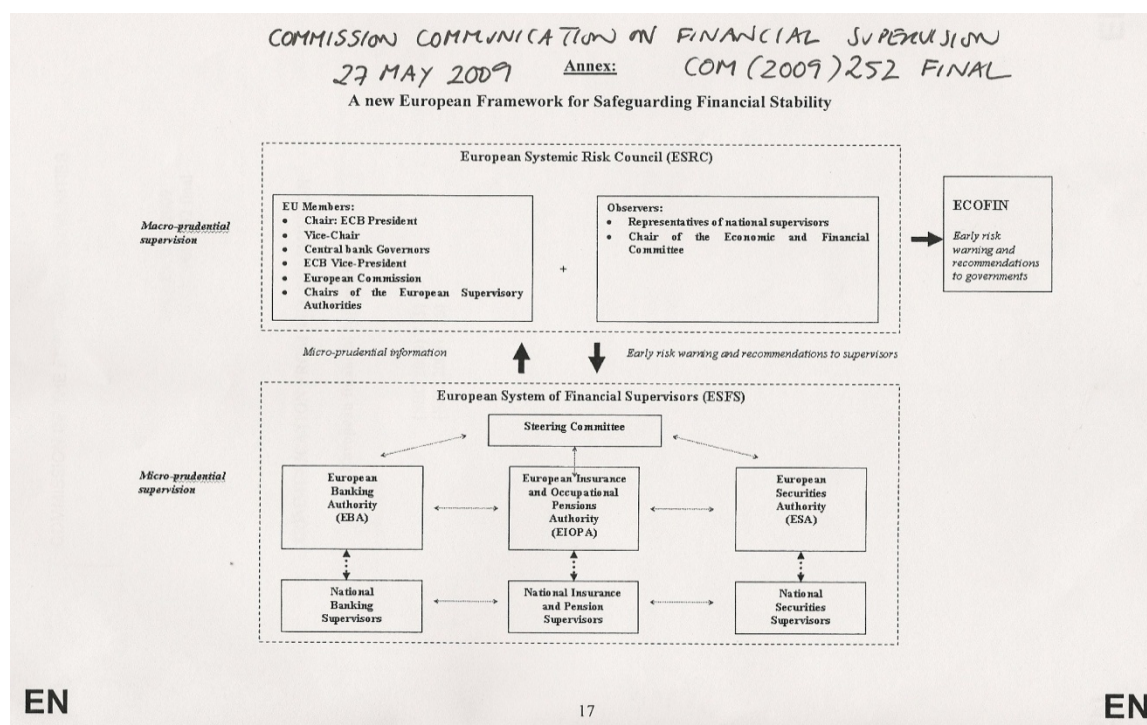 COMMISSION COMMUNICATION ON FINANCIAL SUPERVISION
27 MAY 2009 Annex: COM (2009) 252 FINAL
A new European Framework for Safeguarding Financial Stability
European Systemic Risk Council (ESRC)
Macro-prudential
supervision
EU Members:
• Chair: ECB President
• Vice-Chair
• Central bank Governors
• ECB Vice-President
• European Commission
• Chairs of the European Supervisory
Authorities
+
Observers:
• Representatives of national supervisors
• Chair of the Economic and Financial
Committee
ECOFIN
Early risk
warning and
recommendations
to governments
Micro-prudential information
Early risk warning and recommendations to supervisors
European System of Financial Supervisors (ESFS)
Steering Committee
Micro-prudential
supervision
European
Banking
Authority
(EBA)
European Insurance
and Occupational
Pensions
Authority
(EIOPA)
European
Securities
Authority
(ESA)
National
Banking
Supervisors
National Insurance
and Pension
Supervisors
National
Securities
Supervisors
EN 17 EN